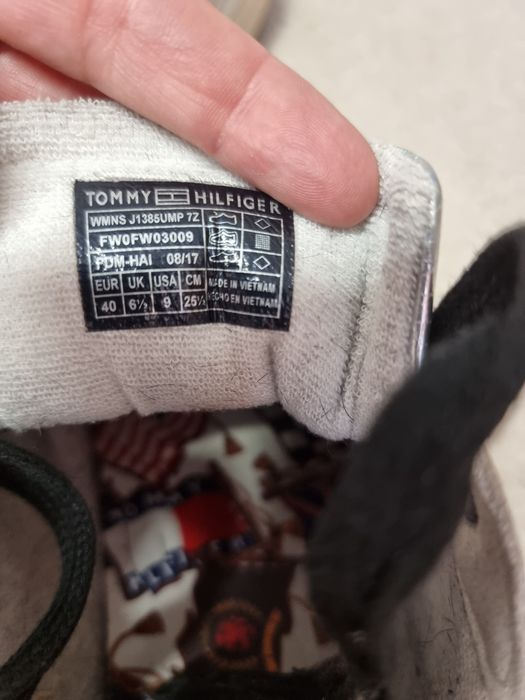 TOMMY HILFIGER
WMNS J1385UMP 7Z
FW0FW03009
PDM-HAI 08/17
EUR UK USA CM MADE IN VIETNAM
40 6½ 9 25½ HECHO EN VIETNAM